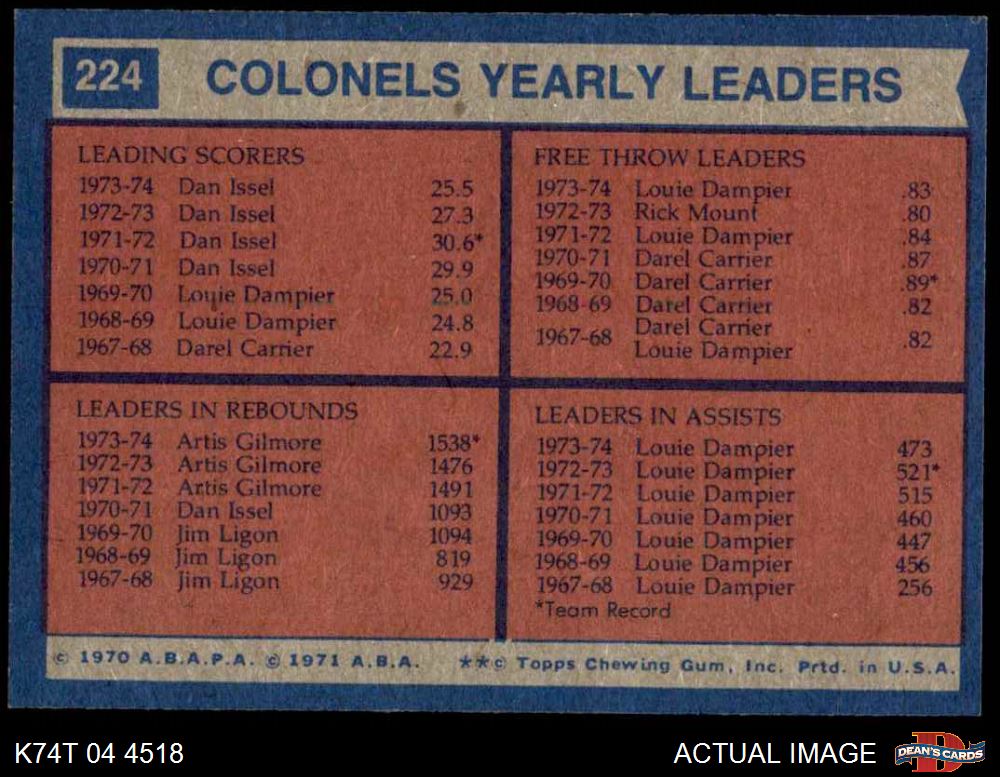 224 COLONELS YEARLY LEADERS
LEADING SCORERS
1973-74 Dan Issel 25.5
1972-73 Dan Issel 27.3
1971-72 Dan Issel 30.6*
1970-71 Dan Issel 29.9
1969-70 Louie Dampier 25.0
1968-69 Louie Dampier 24.8
1967-68 Darel Carrier 22.9
FREE THROW LEADERS
1973-74 Louie Dampier .83
1972-73 Rick Mount .80
1971-72 Louie Dampier .84
1970-71 Darel Carrier .87
1969-70 Darel Carrier .89*
1968-69 Darel Carrier .82
1967-68 Darel Carrier
Louie Dampier .82
LEADERS IN REBOUNDS
1973-74 Artis Gilmore 1538*
1972-73 Artis Gilmore 1476
1971-72 Artis Gilmore 1491
1970-71 Dan Issel 1093
1969-70 Jim Ligon 1094
1968-69 Jim Ligon 819
1967-68 Jim Ligon 929
LEADERS IN ASSISTS
1973-74 Louie Dampier 473
1972-73 Louie Dampier 521*
1971-72 Louie Dampier 515
1970-71 Louie Dampier 460
1969-70 Louie Dampier 447
1968-69 Louie Dampier 456
1967-68 Louie Dampier 256
*Team Record
© 1970 A.B.A.P.A. © 1971 A.B.A. **© Topps Chewing Gum, Inc. Prtd. in U.S.A.
K74T 04 4518 ACTUAL IMAGE D DEAN'S CARDS